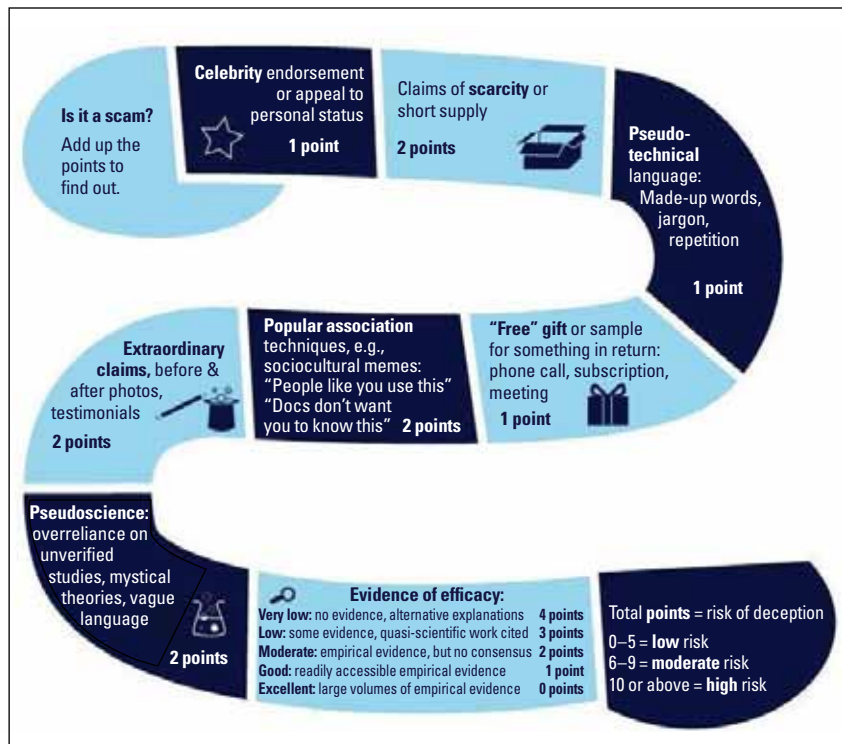 Is it a scam?
Add up the
points to
find out.
Celebrity endorsement
or appeal to
personal status
1 point
Claims of scarcity or
short supply
2 points
Pseudo-
technical
language:
Made-up words,
jargon,
repetition
1 point
“Free” gift or sample
for something in return:
phone call, subscription,
meeting
1 point
Popular association
techniques, e.g.,
sociocultural memes:
“People like you use this”
“Docs don’t want
you to know this” 2 points
Extraordinary
claims, before &
after photos,
testimonials
2 points
Pseudoscience:
overreliance on
unverified
studies, mystical
theories, vague
language
2 points
Evidence of efficacy:
Very low: no evidence, alternative explanations 4 points
Low: some evidence, quasi-scientific work cited 3 points
Moderate: empirical evidence, but no consensus 2 points
Good: readily accessible empirical evidence 1 point
Excellent: large volumes of empirical evidence 0 points
Total points = risk of deception
0–5 = low risk
6–9 = moderate risk
10 or above = high risk